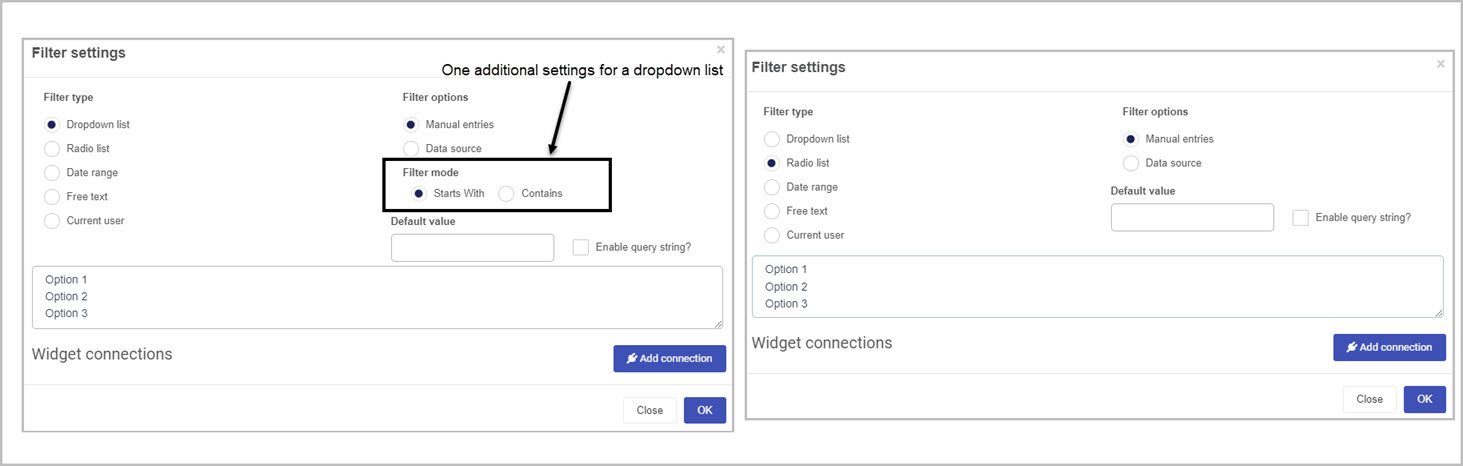 Filter settings
×
One additional settings for a dropdown list
Filter type
Filter options
Dropdown list
Manual entries
Radio list
Data source
Date range
Filter mode
Starts With
Contains
Free text
Current user
Default value
Enable query string?
Option 1
Option 2
Option 3
Widget connections
Add connection
Close
OK
Filter settings
×
Filter type
Filter options
Dropdown list
Manual entries
Radio list
Data source
Date range
Default value
Free text
Enable query string?
Current user
Option 1
Option 2
Option 3
Widget connections
Add connection
Close
OK